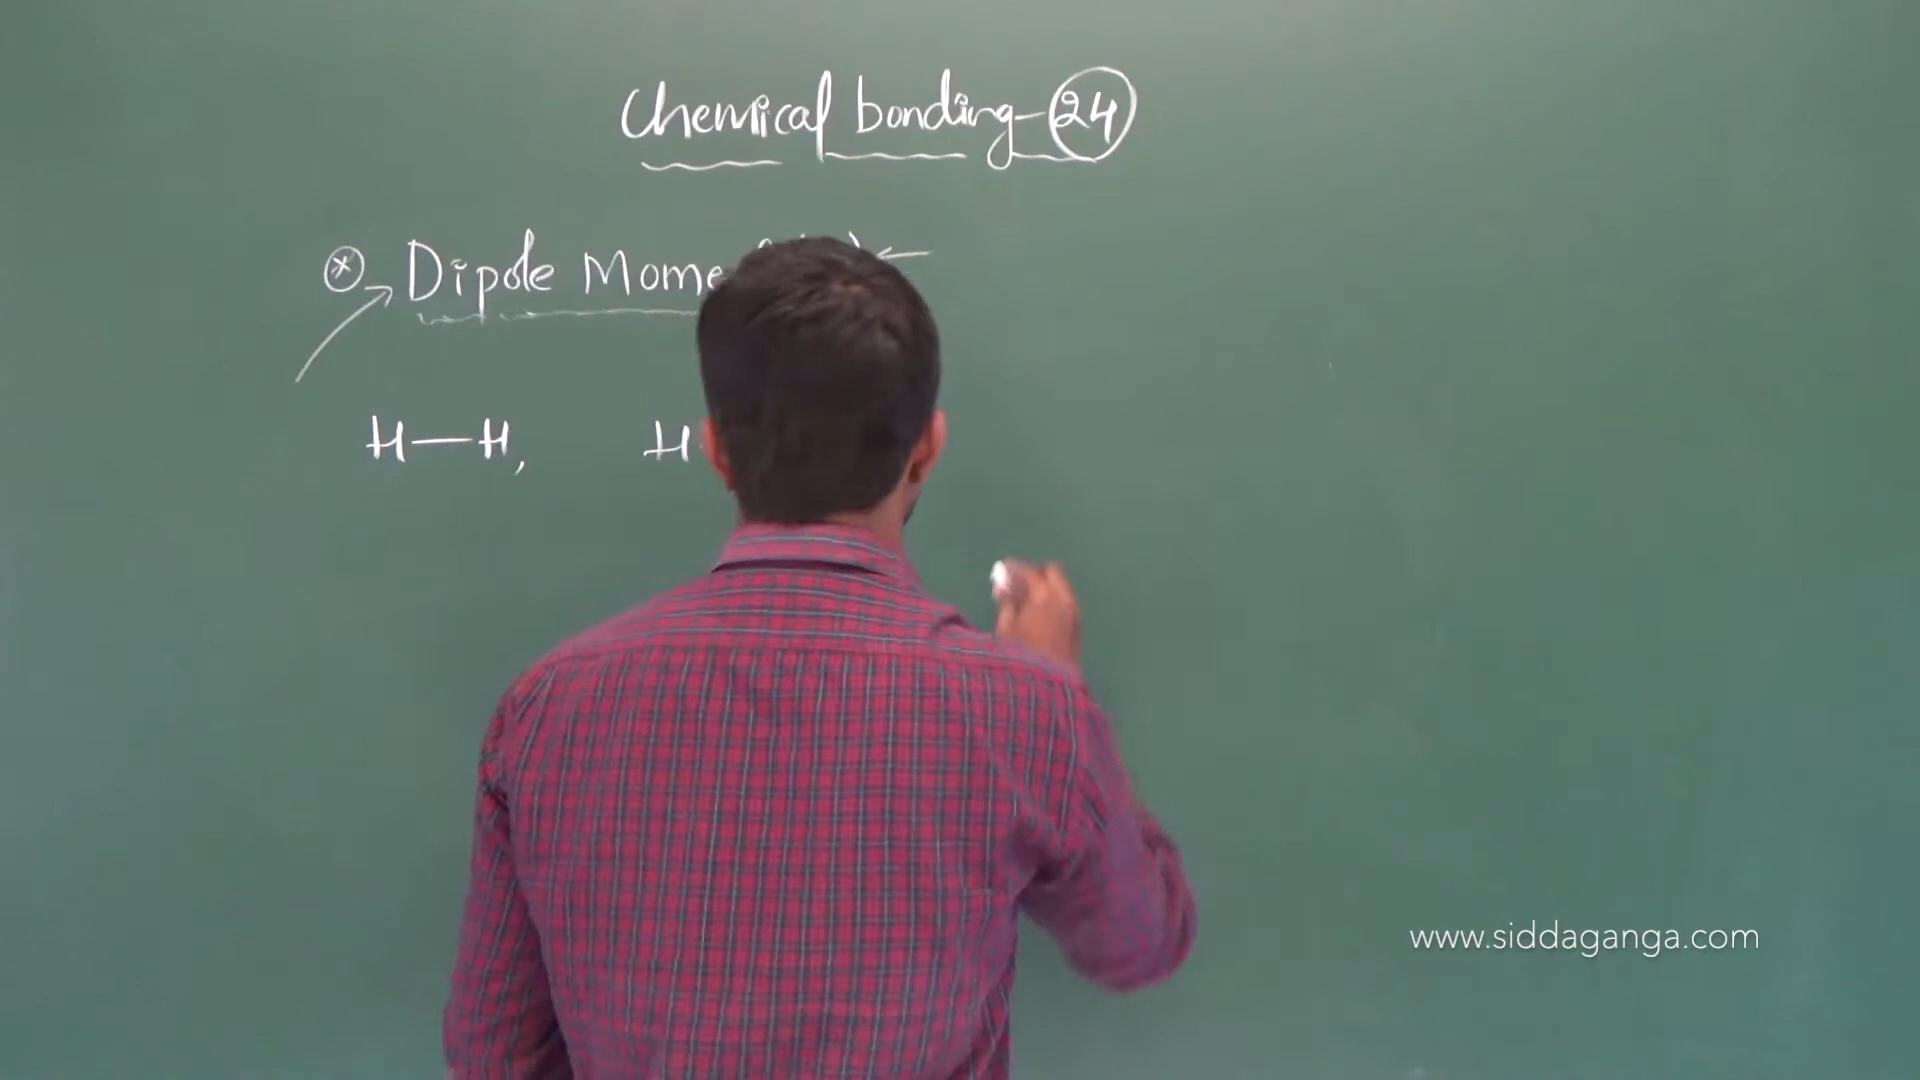 Chemical bonding - 24
* Dipole Mome
H—H, H
www.siddaganga.com